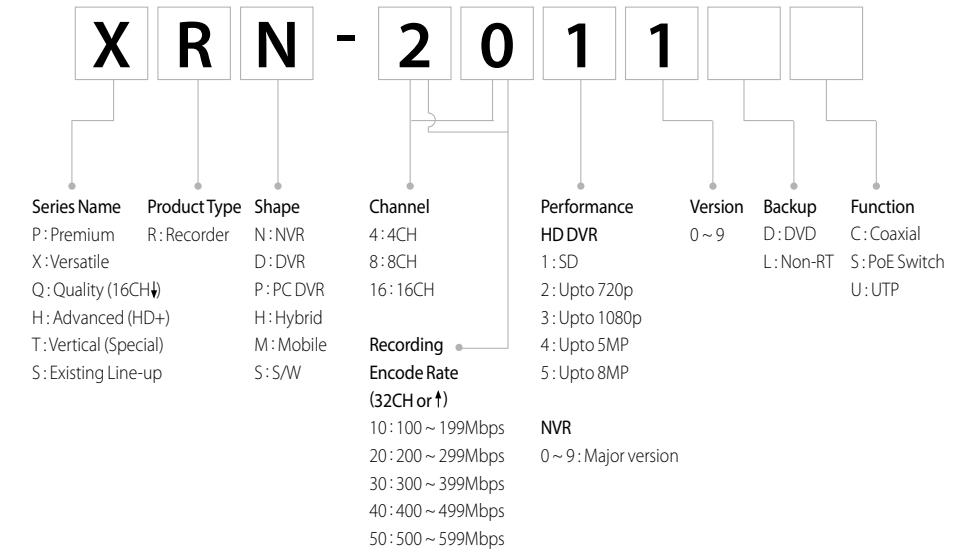 X R N - 2 0 1 1
Series Name
P : Premium
X : Versatile
Q : Quality (16CH⬇)
H : Advanced (HD+)
T : Vertical (Special)
S : Existing Line-up
Product Type
R : Recorder
Shape
N : NVR
D : DVR
P : PC DVR
H : Hybrid
M : Mobile
S : S/W
Channel
4 : 4CH
8 : 8CH
16 : 16CH
Recording
Encode Rate
(32CH or ⬆)
10 : 100 ~ 199Mbps
20 : 200 ~ 299Mbps
30 : 300 ~ 399Mbps
40 : 400 ~ 499Mbps
50 : 500 ~ 599Mbps
Performance
HD DVR
1 : SD
2 : Upto 720p
3 : Upto 1080p
4 : Upto 5MP
5 : Upto 8MP
NVR
0 ~ 9 : Major version
Version
0 ~ 9
Backup
D : DVD
L : Non-RT
Function
C : Coaxial
S : PoE Switch
U : UTP